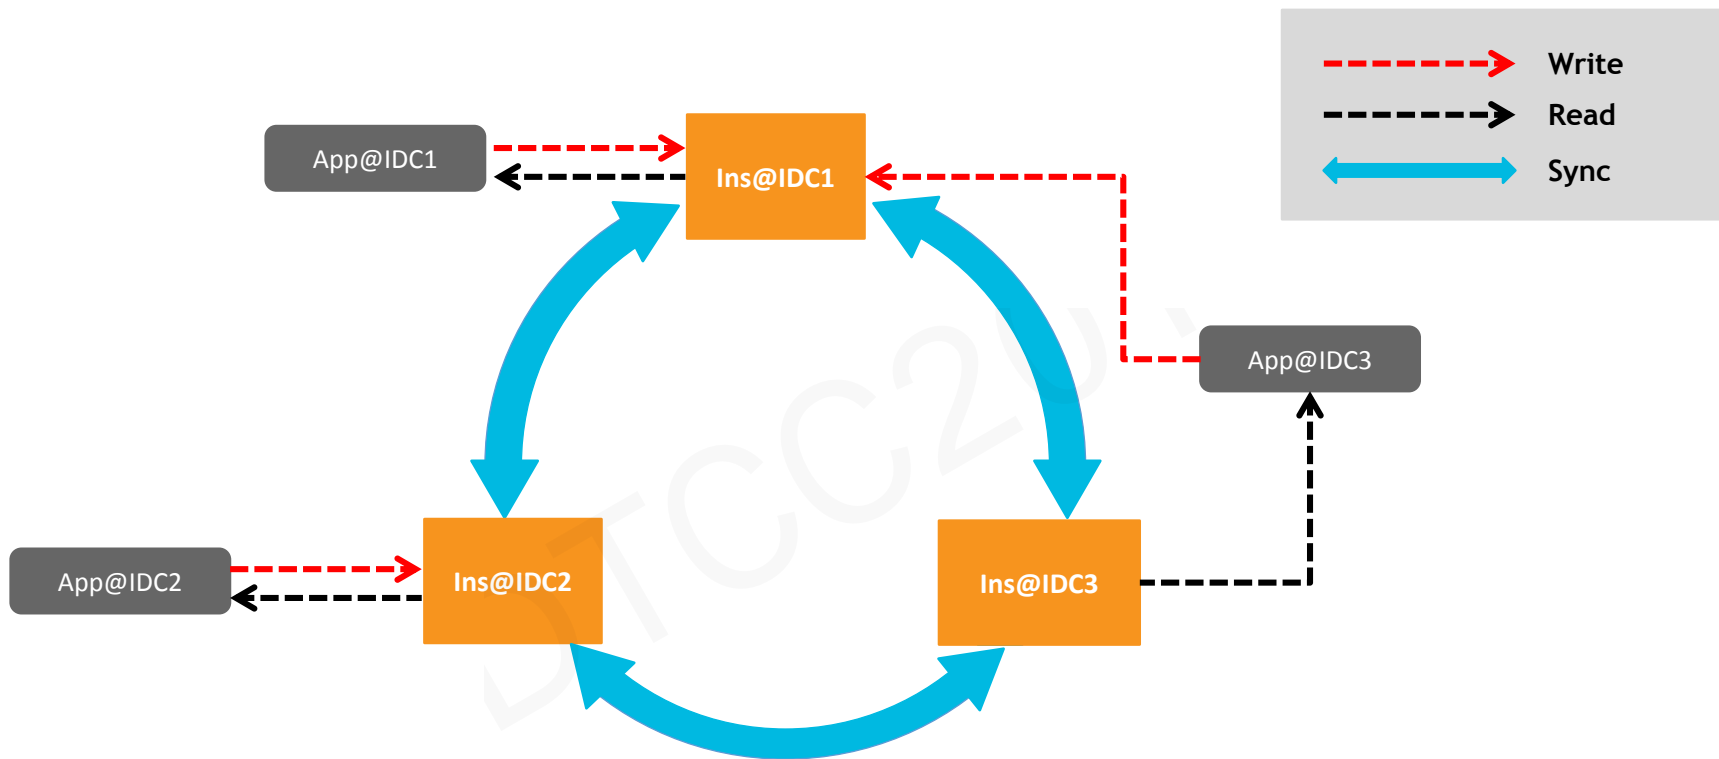 Write
Read
Sync
App@IDC1
Ins@IDC1
App@IDC3
App@IDC2
Ins@IDC2
Ins@IDC3